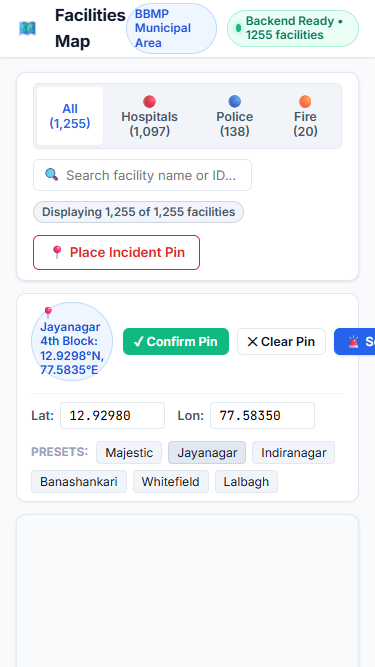 Facilities
Map
BBMP
Municipal
Area
Backend Ready •
1255 facilities
All
(1,255)
Hospitals
(1,097)
Police
(138)
Fire
(20)
Search facility name or ID...
Displaying 1,255 of 1,255 facilities
Place Incident Pin
Jayanagar
4th Block:
12.9298°N,
77.5835°E
✓ Confirm Pin
✕ Clear Pin
Lat: 12.92980 Lon: 77.58350
PRESETS: Majestic Jayanagar Indiranagar
Banashankari Whitefield Lalbagh